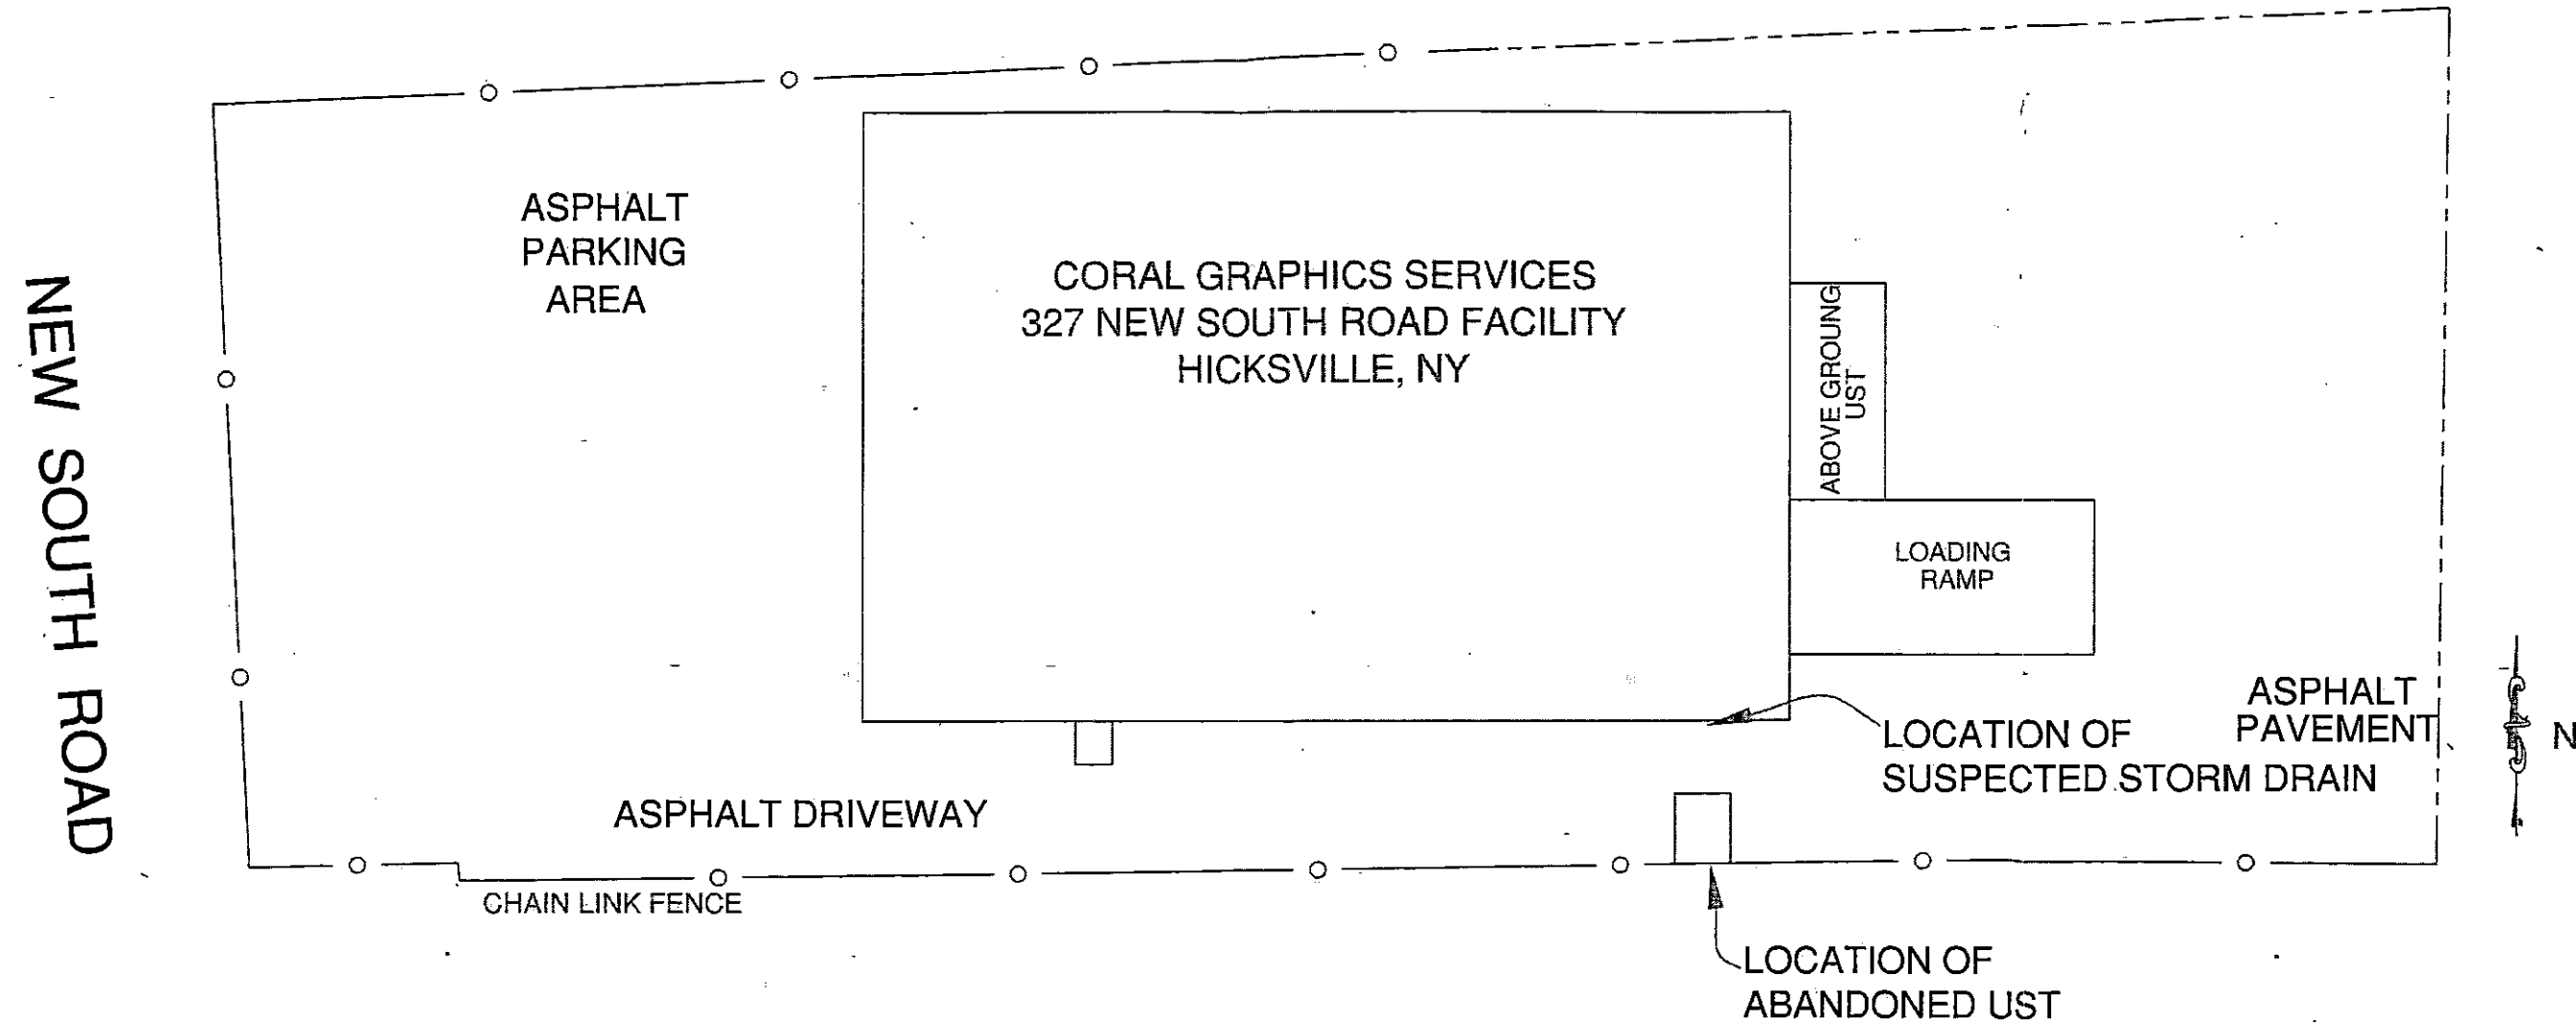 NEW SOUTH ROAD
ASPHALT
PARKING
AREA
CORAL GRAPHICS SERVICES
327 NEW SOUTH ROAD FACILITY
HICKSVILLE, NY
ABOVE GROUNG
UST
LOADING
RAMP
ASPHALT
PAVEMENT
N
LOCATION OF
SUSPECTED STORM DRAIN
ASPHALT DRIVEWAY
CHAIN LINK FENCE
LOCATION OF
ABANDONED UST